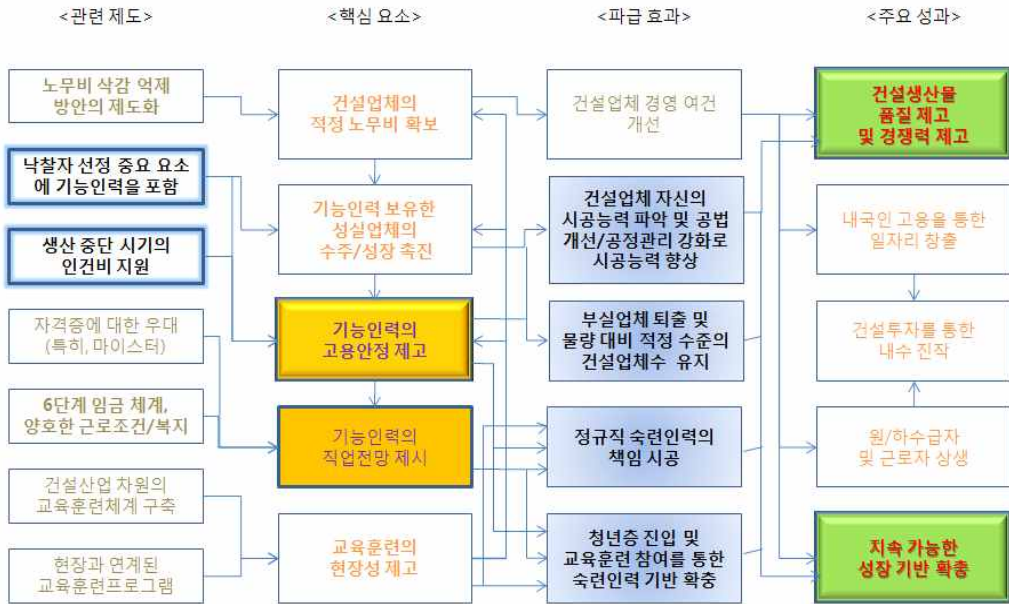 <관련 제도>
<핵심 요소>
<파급 효과>
<주요 성과>
노무비 삭감 억제
방안의 제도화
낙찰자 선정 중요 요소
에 기능인력을 포함
생산 중단 시기의
인건비 지원
자격증에 대한 우대
(특히, 마이스터)
6단계 임금 체계,
양호한 근로조건/복지
건설산업 차원의
교육훈련체계 구축
현장과 연계된
교육훈련프로그램
건설업체의
적정 노무비 확보
기능인력 보유한
성실업체의
수주/성장 촉진
기능인력의
고용안정 제고
기능인력의
직업전망 제시
교육훈련의
현장성 제고
건설업체 경영 여건
개선
건설업체 자신의
시공능력 파악 및 공법
개선/공정관리 강화로
시공능력 향상
부실업체 퇴출 및
물량 대비 적정 수준의
건설업체수 유지
정규직 숙련인력의
책임 시공
청년층 진입 및
교육훈련 참여를 통한
숙련인력 기반 확충
건설생산물
품질 제고
및 경쟁력 제고
내국인 고용을 통한
일자리 창출
건설투자를 통한
내수 진작
원/하수급자
및 근로자 상생
지속 가능한
성장 기반 확충